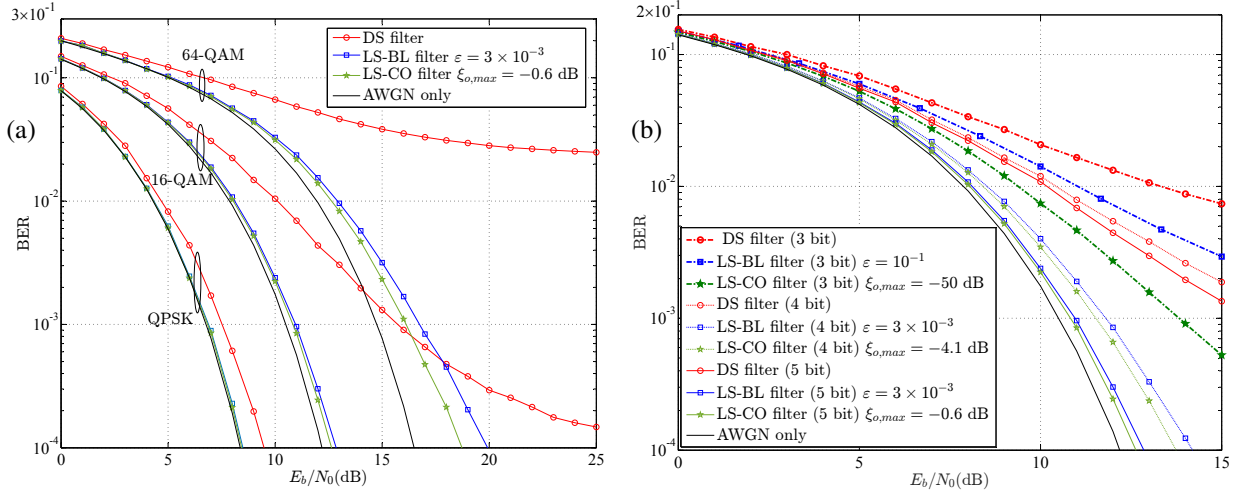 (a)
BER
3×10⁻¹
10⁻¹
10⁻²
10⁻³
10⁻⁴
0 5 10 15 20 25
E_b/N_0(dB)
64-QAM
16-QAM
QPSK
DS filter
LS-BL filter ε = 3 × 10⁻³
LS-CO filter ξ_{o,max} = −0.6 dB
AWGN only
(b)
BER
2×10⁻¹
10⁻¹
10⁻²
10⁻³
10⁻⁴
0 5 10 15
E_b/N_0(dB)
DS filter (3 bit)
LS-BL filter (3 bit) ε = 10⁻¹
LS-CO filter (3 bit) ξ_{o,max} = −50 dB
DS filter (4 bit)
LS-BL filter (4 bit) ε = 3 × 10⁻³
LS-CO filter (4 bit) ξ_{o,max} = −4.1 dB
DS filter (5 bit)
LS-BL filter (5 bit) ε = 3 × 10⁻³
LS-CO filter (5 bit) ξ_{o,max} = −0.6 dB
AWGN only